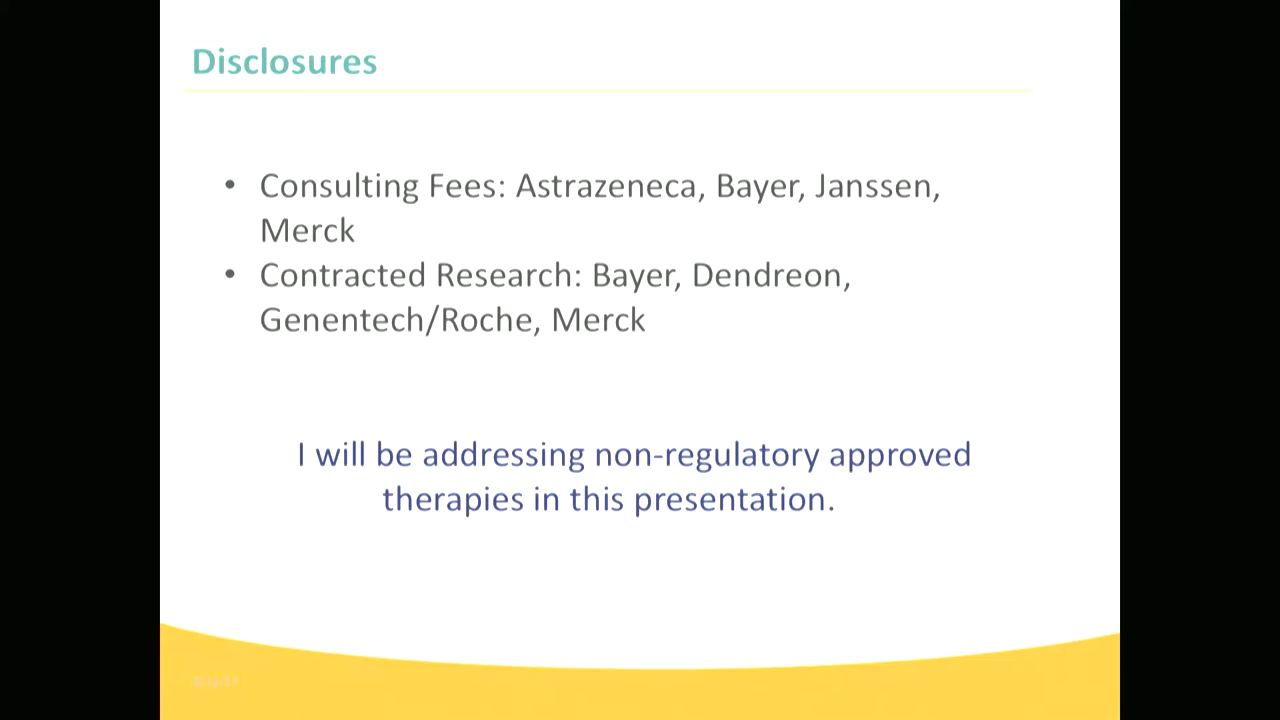 Disclosures
• Consulting Fees: Astrazeneca, Bayer, Janssen,
Merck
• Contracted Research: Bayer, Dendreon,
Genentech/Roche, Merck
I will be addressing non-regulatory approved
therapies in this presentation.